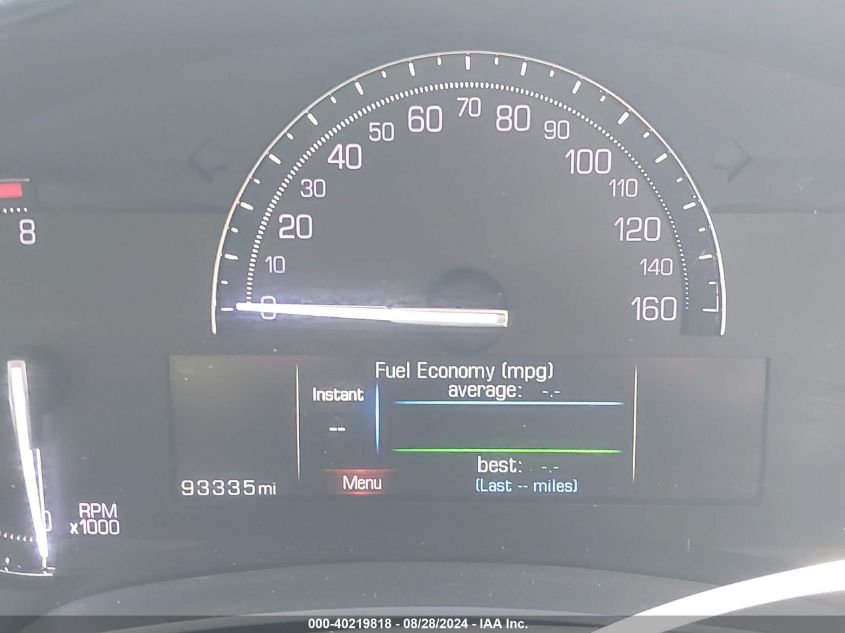 70
60 80
50 90
40 100
30 110
8 20 120
10 140
0 160
Fuel Economy (mpg)
Instant average: -.-
--
best: -.-
93335mi Menu (Last -- miles)
0 RPM
x1000
000-40219818 - 08/28/2024 - IAA Inc.